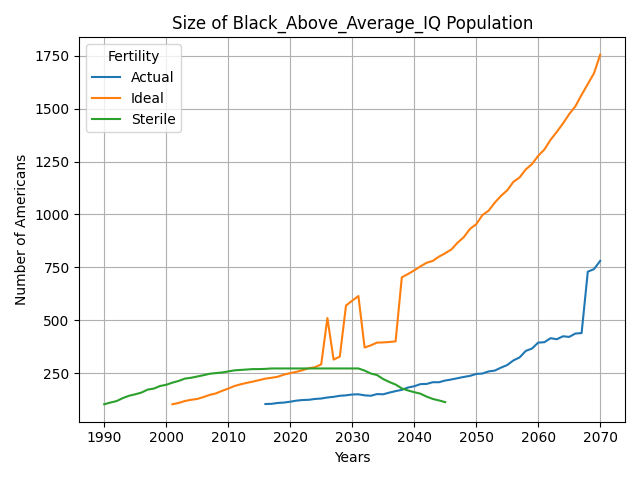 Size of Black_Above_Average_IQ Population
Fertility
Actual
Ideal
Sterile
Number of Americans
1750
1500
1250
1000
750
500
250
1990 2000 2010 2020 2030 2040 2050 2060 2070
Years